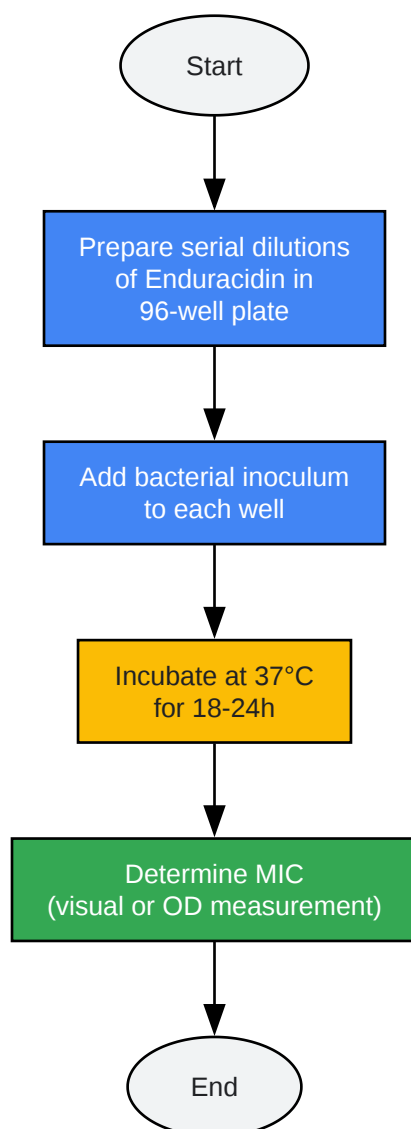 Start
Prepare serial dilutions
of Enduracidin in
96-well plate
Add bacterial inoculum
to each well
Incubate at 37°C
for 18-24h
Determine MIC
(visual or OD measurement)
End